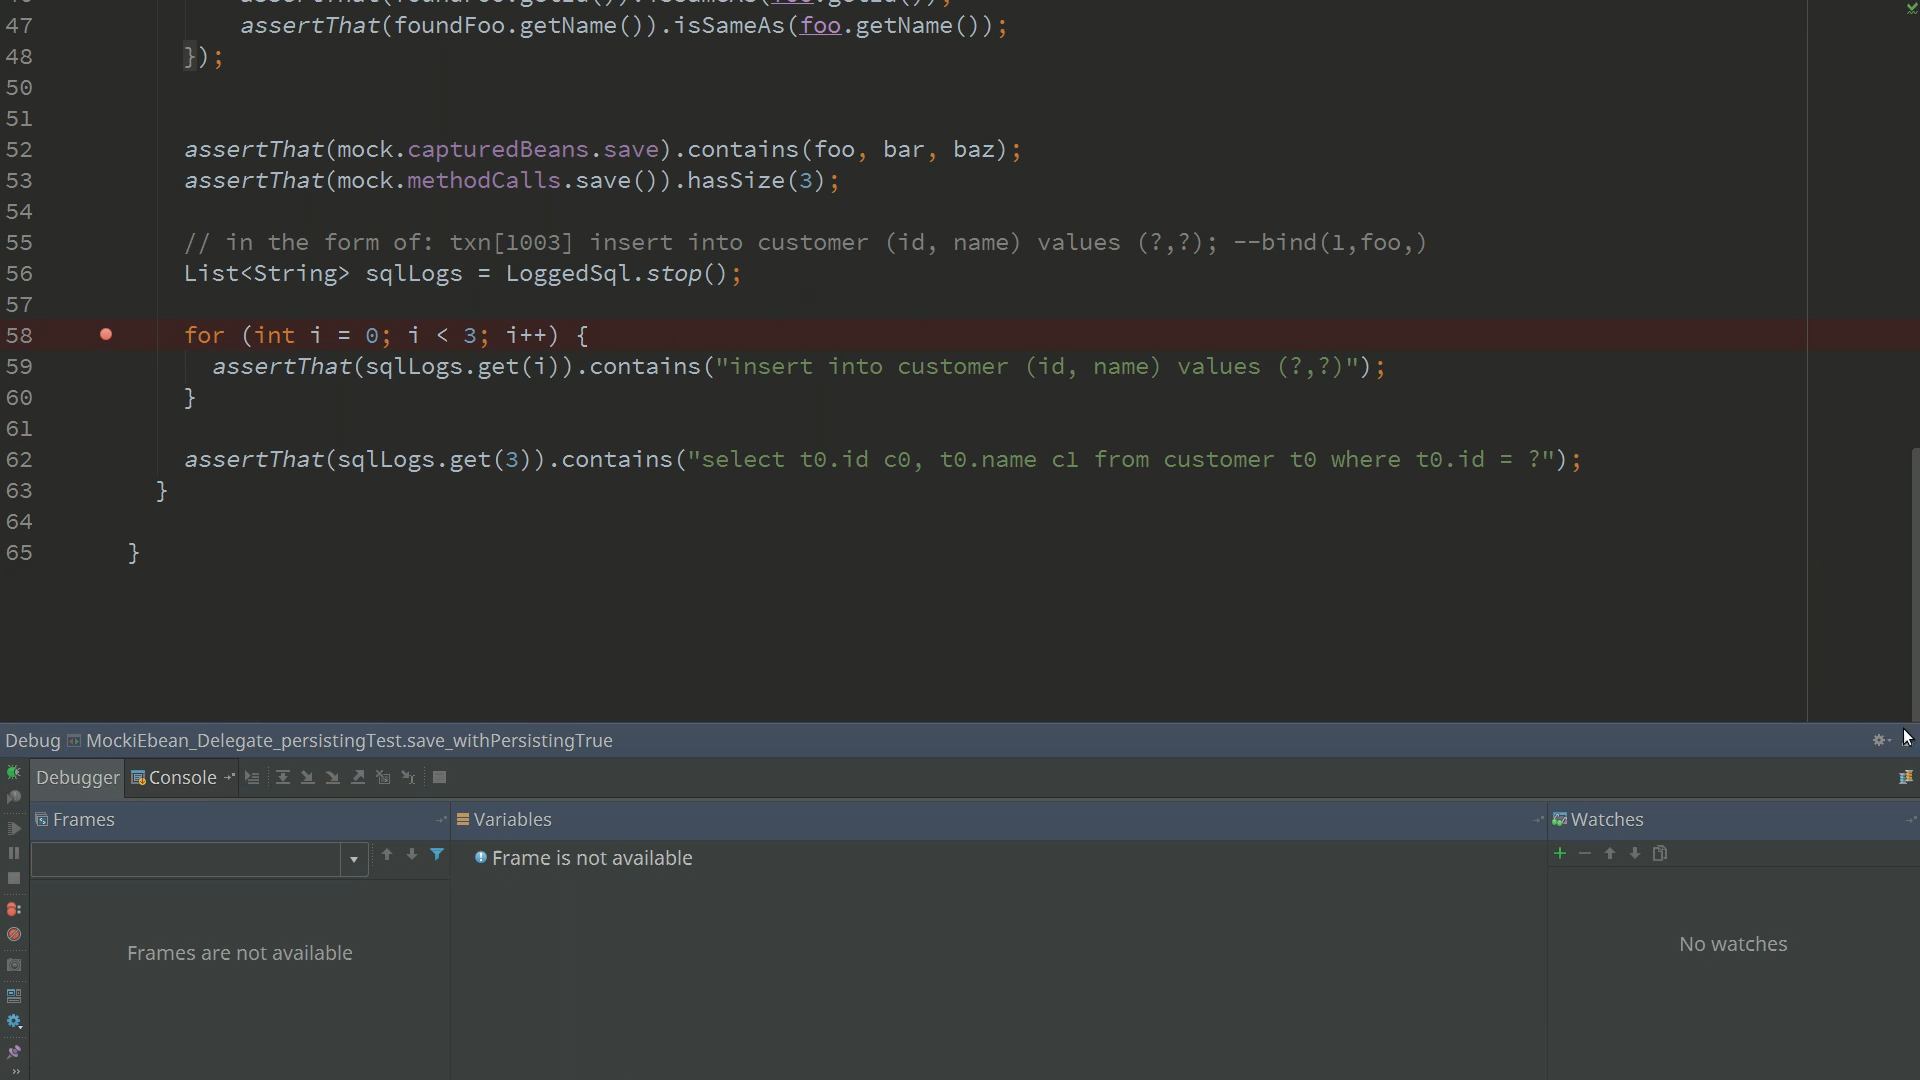 47 assertThat(foundFoo.getName()).isSameAs(foo.getName());
48 });
50
51
52 assertThat(mock.capturedBeans.save).contains(foo, bar, baz);
53 assertThat(mock.methodCalls.save()).hasSize(3);
54
55 // in the form of: txn[1003] insert into customer (id, name) values (?,?); --bind(1,foo,)
56 List<String> sqlLogs = LoggedSql.stop();
57
58 for (int i = 0; i < 3; i++) {
59 assertThat(sqlLogs.get(i)).contains("insert into customer (id, name) values (?,?)");
60 }
61
62 assertThat(sqlLogs.get(3)).contains("select t0.id c0, t0.name c1 from customer t0 where t0.id = ?");
63 }
64
65 }
Debug MockiEbean_Delegate_persistingTest.save_withPersistingTrue
Debugger Console
Frames Variables Watches
Frame is not available
Frames are not available
No watches